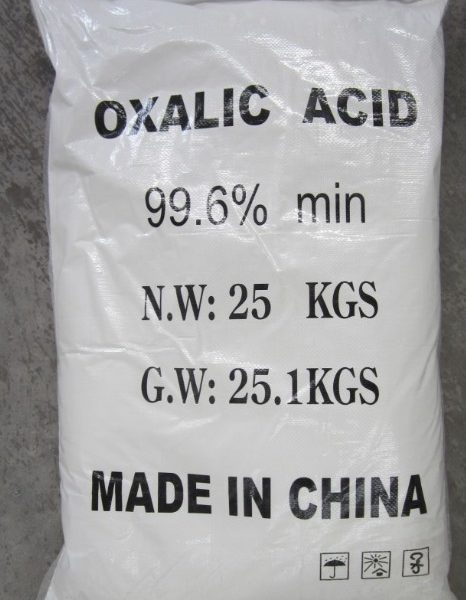 OXALIC ACID
99.6% min
N.W: 25 KGS
G.W: 25.1KGS
MADE IN CHINA